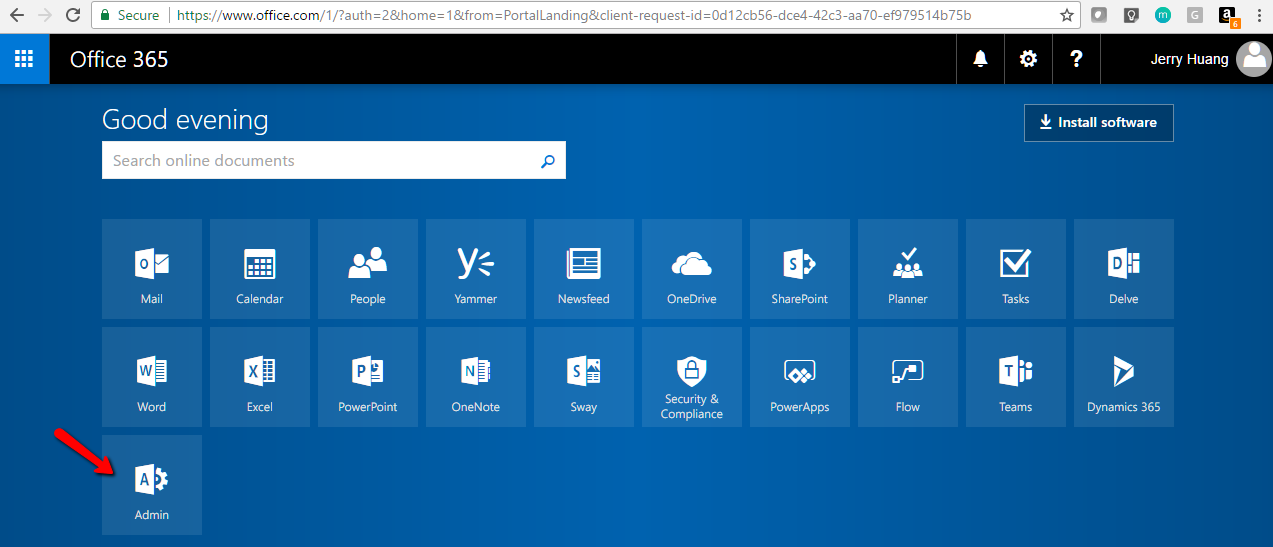 Secure https://www.office.com/1/?auth=2&home=1&from=PortalLanding&client-request-id=0d12cb56-dce4-42c3-aa70-ef979514b75b
m G a 6
Office 365 ? Jerry Huang
Good evening
Install software
Search online documents
O S D
Mail Calendar People Yammer Newsfeed OneDrive SharePoint Planner Tasks Delve
W X P N S T
Word Excel PowerPoint OneNote Sway Security & Compliance PowerApps Flow Teams Dynamics 365
A
Admin